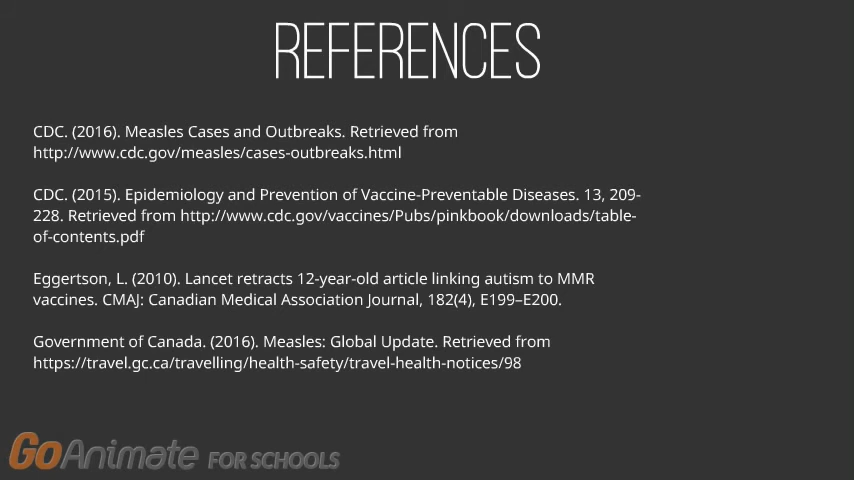 REFERENCES
CDC. (2016). Measles Cases and Outbreaks. Retrieved from
http://www.cdc.gov/measles/cases-outbreaks.html
CDC. (2015). Epidemiology and Prevention of Vaccine-Preventable Diseases. 13, 209-
228. Retrieved from http://www.cdc.gov/vaccines/Pubs/pinkbook/downloads/table-
of-contents.pdf
Eggertson, L. (2010). Lancet retracts 12-year-old article linking autism to MMR
vaccines. CMAJ: Canadian Medical Association Journal, 182(4), E199–E200.
Government of Canada. (2016). Measles: Global Update. Retrieved from
https://travel.gc.ca/travelling/health-safety/travel-health-notices/98
GoAnimate FOR SCHOOLS